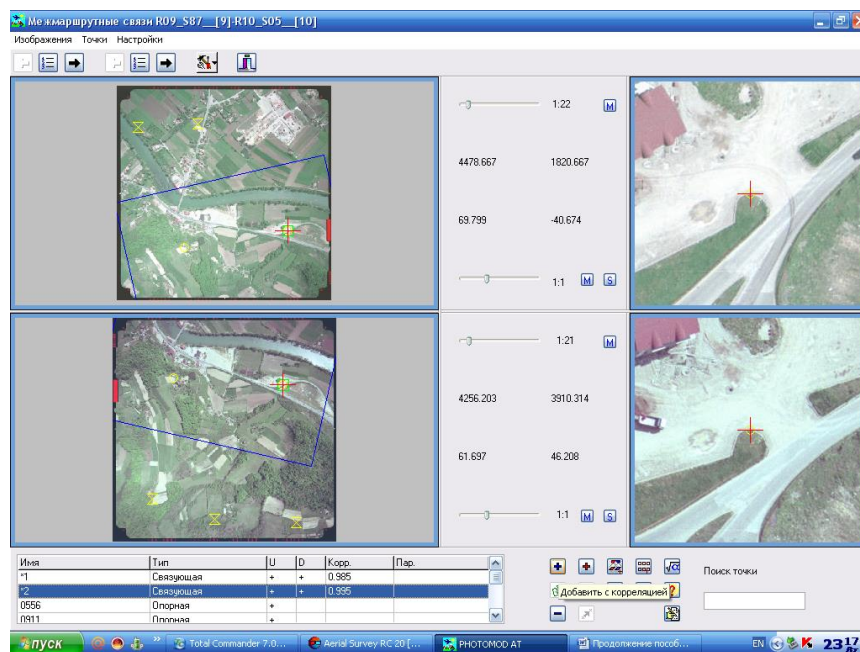 Межмаршрутные связи R09_S87__[9]-R10_S05__[10]
Изображения Точки Настройки
1:22 M
4478.667 1820.667
69.799 -40.674
1:1 M S
1:21 M
4256.203 3910.314
61.697 46.208
1:1 M S
Имя Тип U D Корр. Пар.
*1 Связующая + + 0.985
*2 Связующая + + 0.995
0556 Опорная +
0911 Опорная +
Добавить с корреляцией
Поиск точки
пуск Total Commander 7.0... Aerial Survey RC 20 [... PHOTOMOD AT Продолжение пособ... EN 23 17